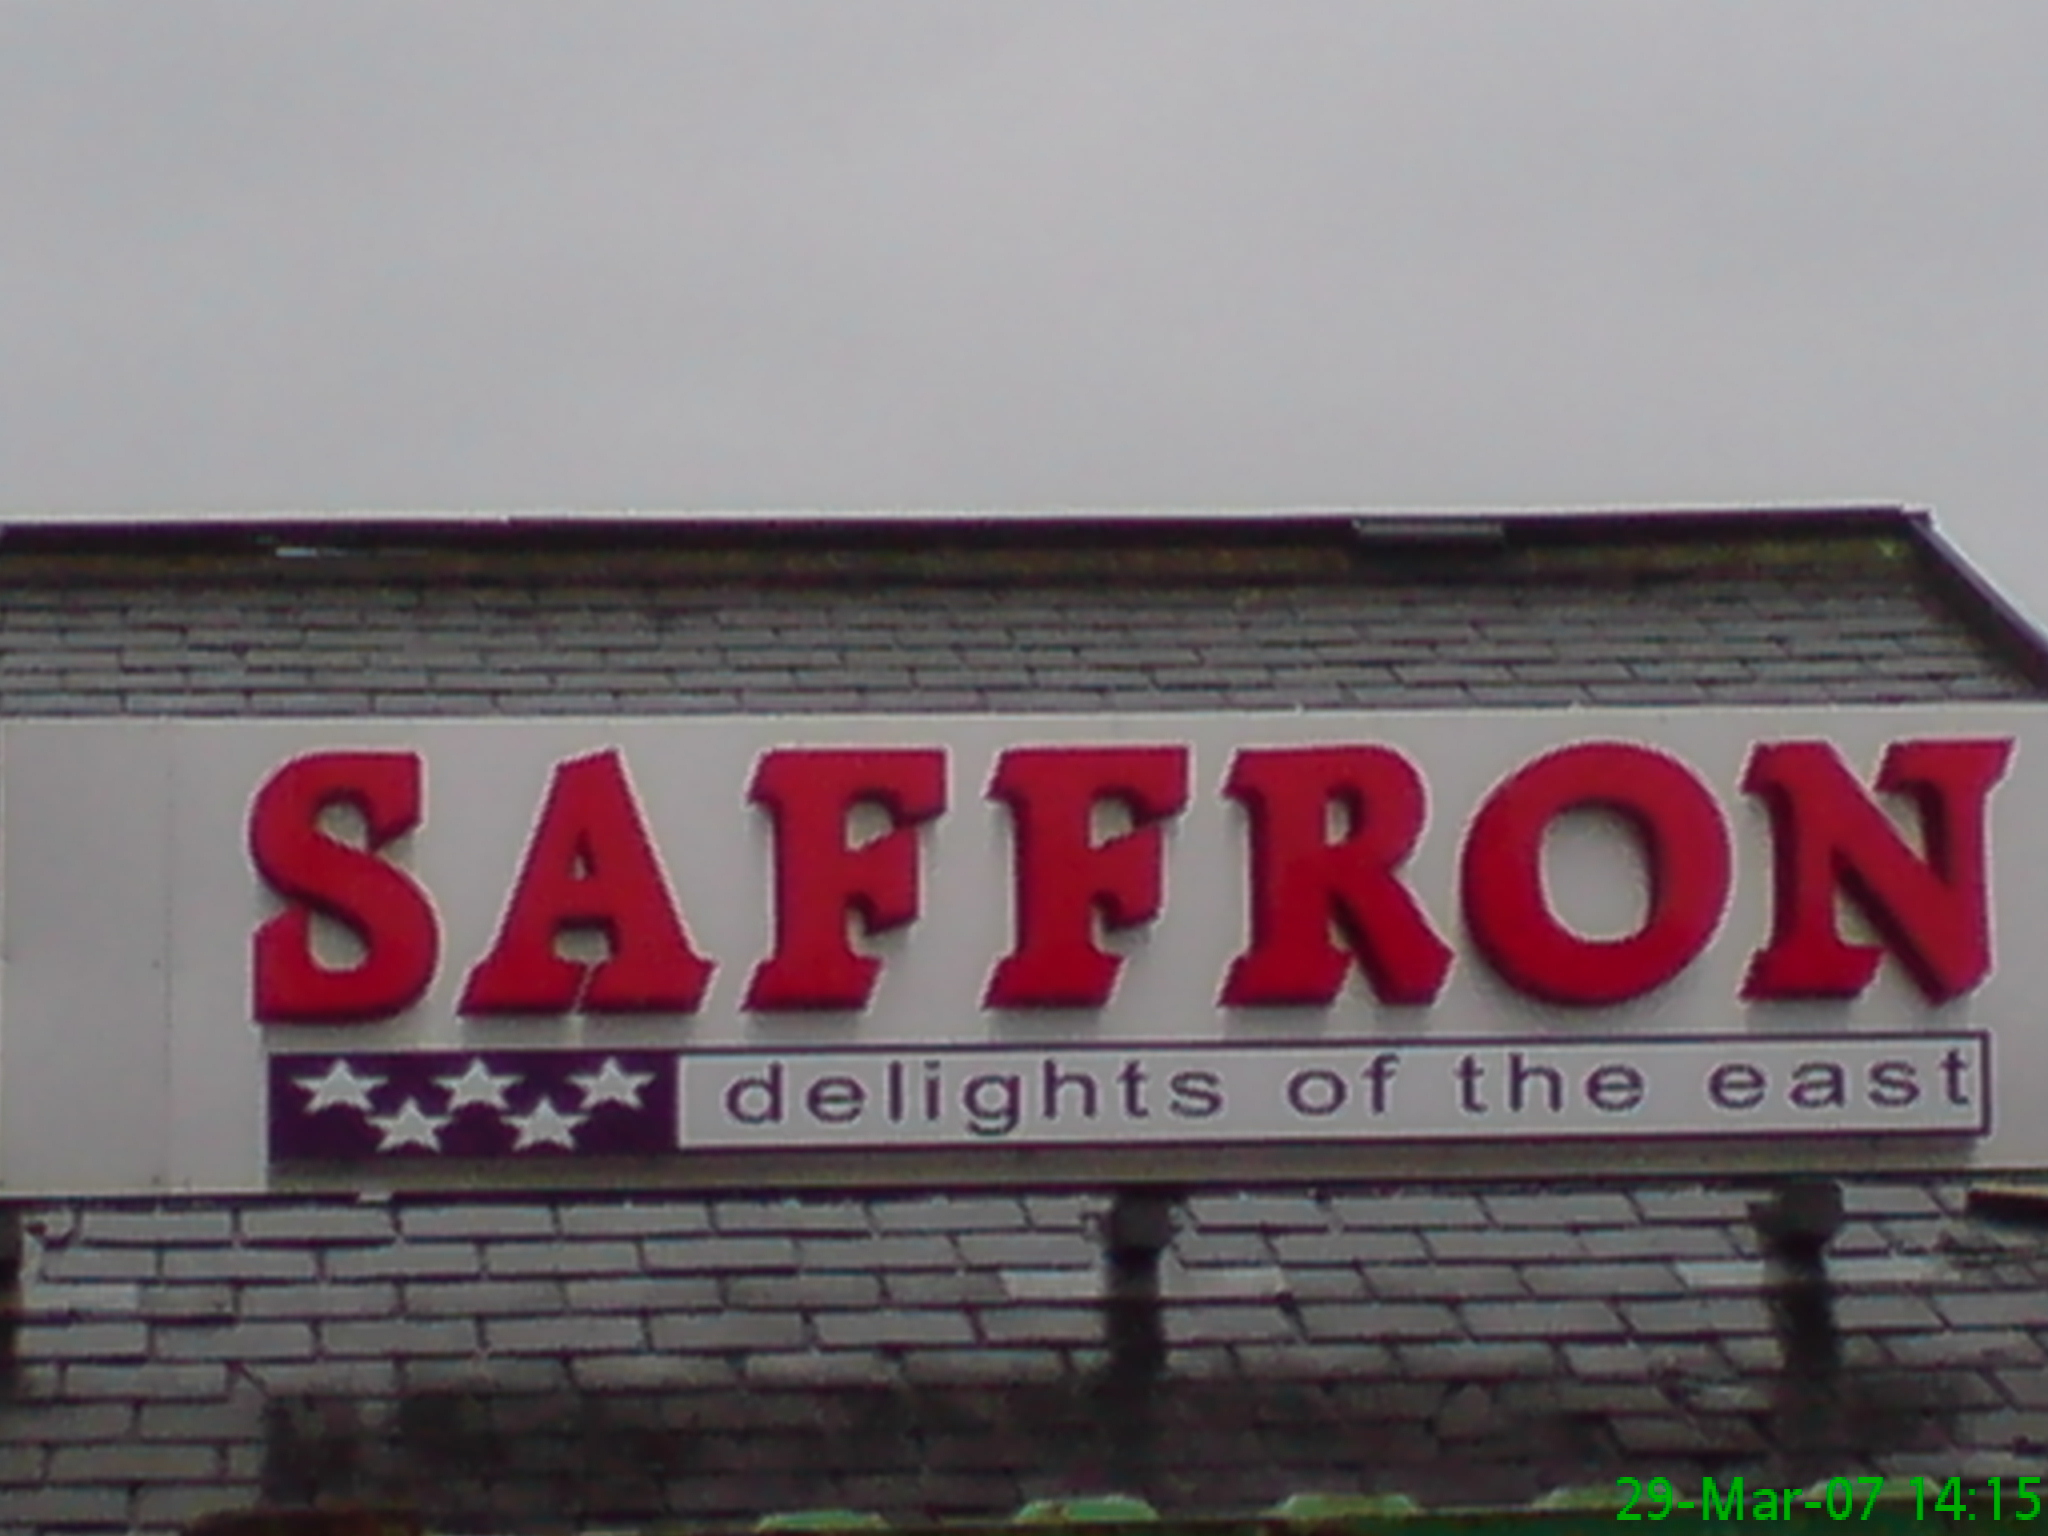 SAFFRON
delights of the east
29-Mar-07 14:15